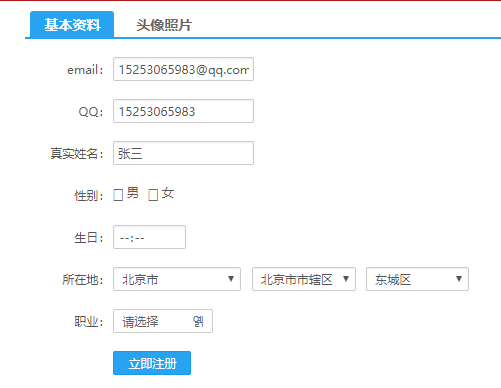 基本资料 头像照片
email: 15253065983@qq.com
QQ: 15253065983
真实姓名: 张三
性别: 男 女
生日: --:--
所在地: 北京市 北京市市辖区 东城区
职业: 请选择
立即注册